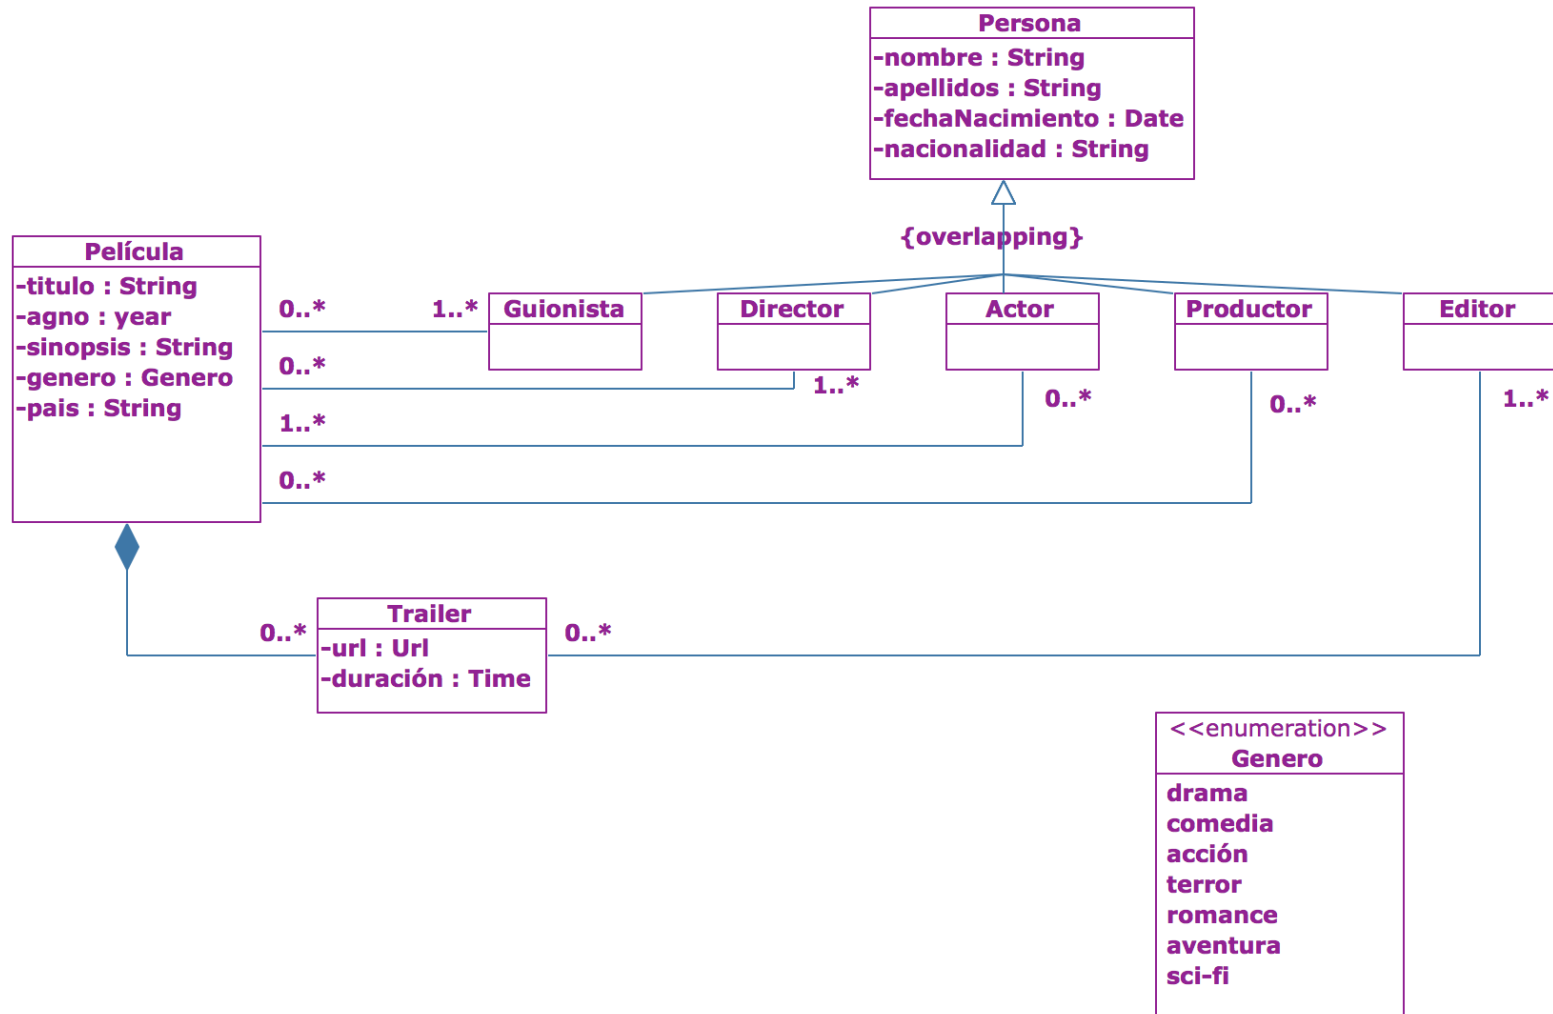 Persona
-nombre : String
-apellidos : String
-fechaNacimiento : Date
-nacionalidad : String
{overlapping}
Película
-titulo : String
-agno : year
-sinopsis : String
-genero : Genero
-pais : String
0..*
1..*
Guionista
Director
Actor
Productor
Editor
0..*
1..*
0..*
0..*
1..*
1..*
0..*
Trailer
-url : Url
-duración : Time
0..*
0..*
<<enumeration>>
Genero
drama
comedia
acción
terror
romance
aventura
sci-fi